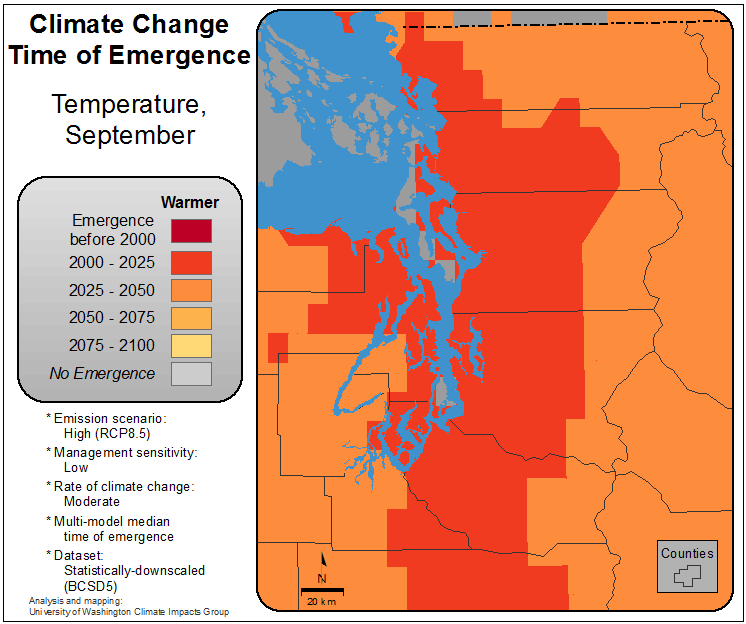 Climate Change
Time of Emergence
Temperature,
September
Warmer
Emergence
before 2000
2000 - 2025
2025 - 2050
2050 - 2075
2075 - 2100
No Emergence
* Emission scenario:
High (RCP8.5)
* Management sensitivity:
Low
* Rate of climate change:
Moderate
* Multi-model median
time of emergence
* Dataset:
Statistically-downscaled
(BCSD5)
Analysis and mapping:
University of Washington Climate Impacts Group
N
20 km
Counties